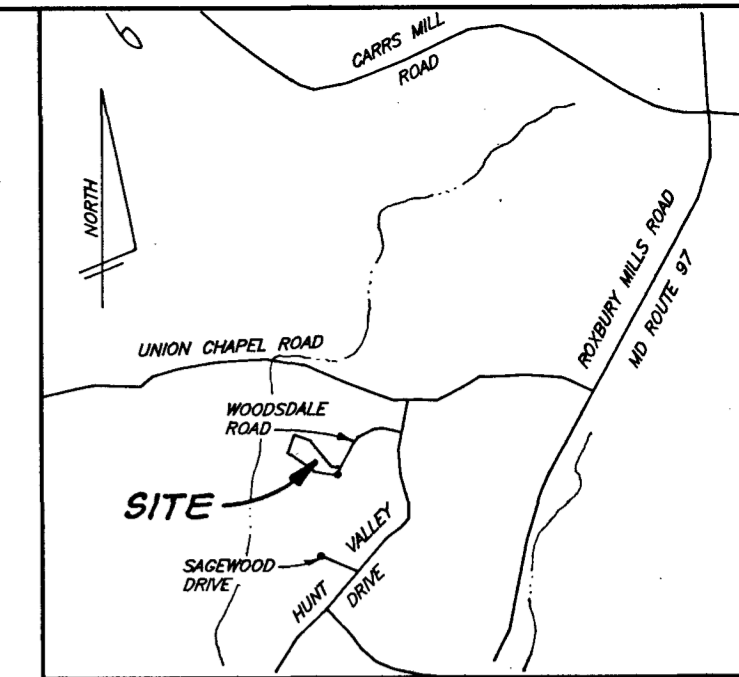 CARRS MILL
ROAD
NORTH
ROXBURY MILLS ROAD
MD ROUTE 97
UNION CHAPEL ROAD
WOODSDALE
ROAD
SITE
VALLEY
SAGEWOOD
DRIVE
HUNT
DRIVE